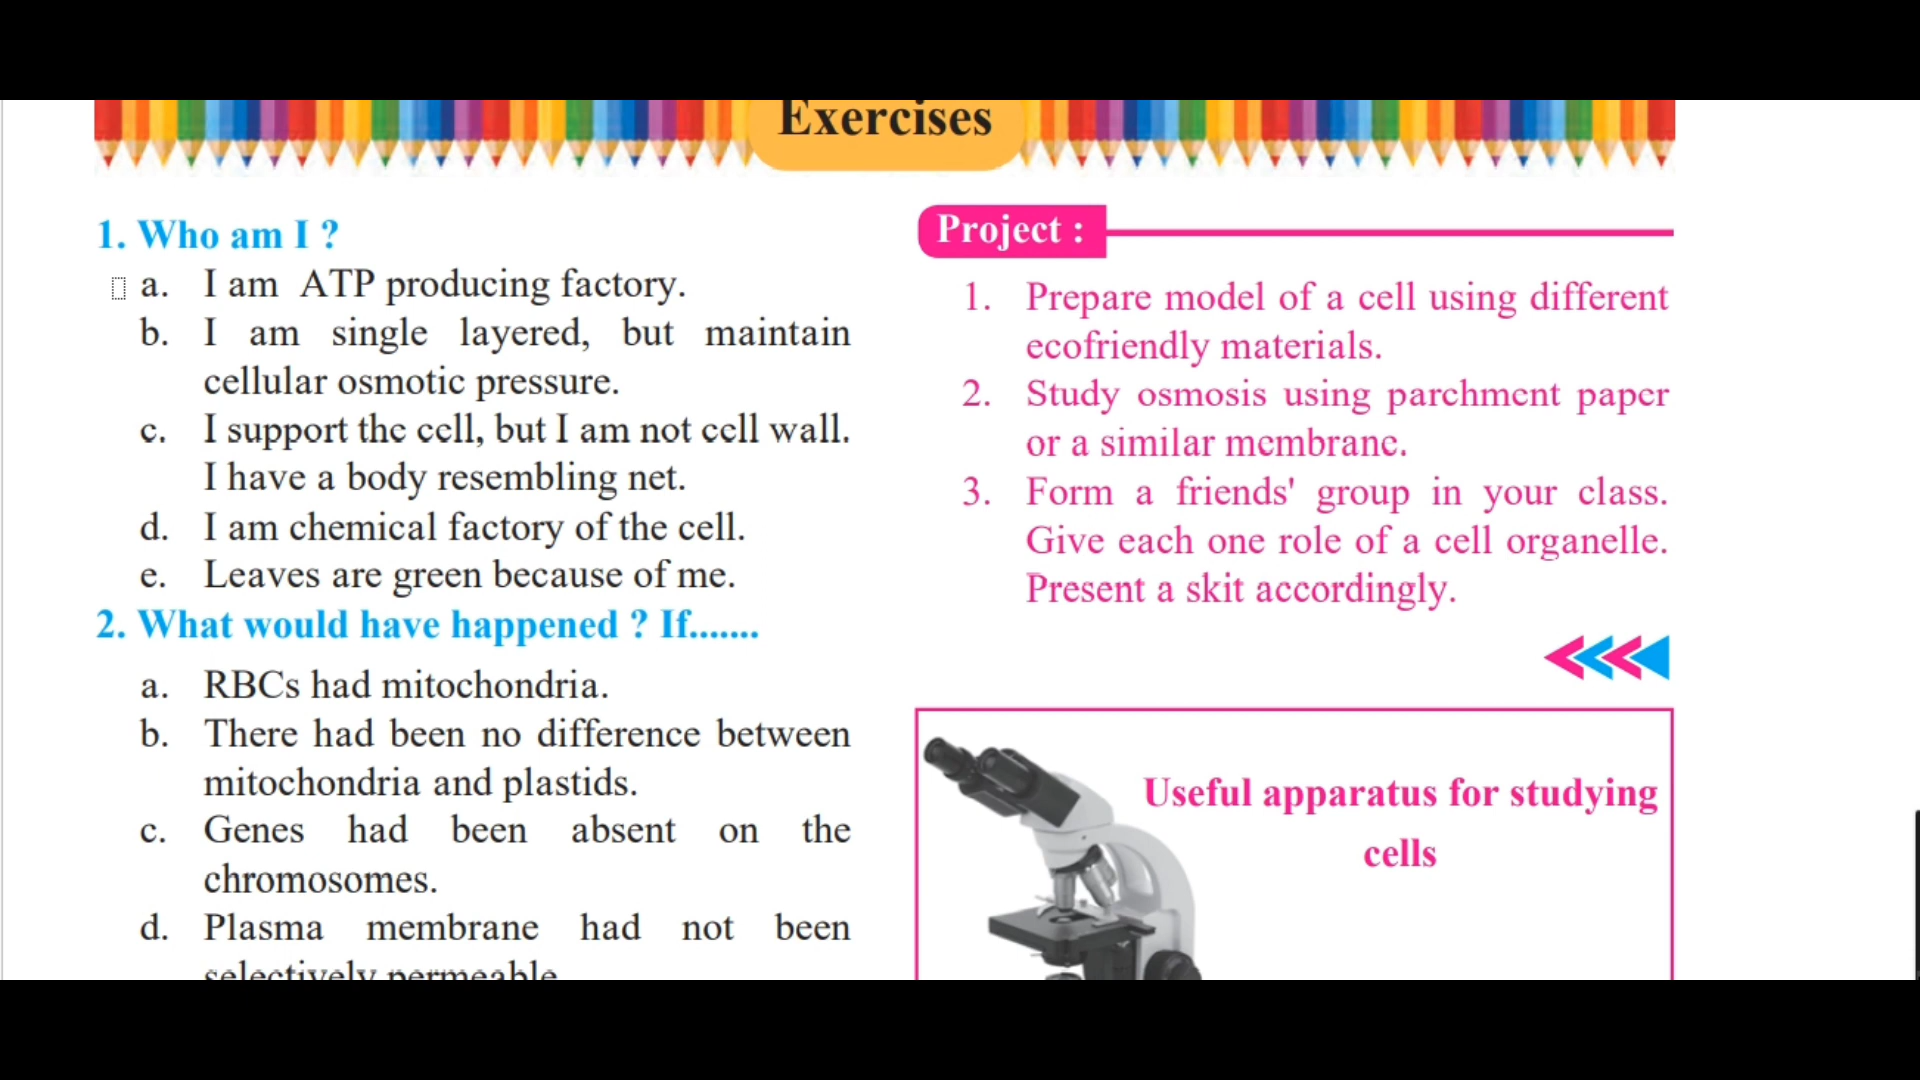 Exercises
1. Who am I ?
a. I am ATP producing factory.
b. I am single layered, but maintain
cellular osmotic pressure.
c. I support the cell, but I am not cell wall.
I have a body resembling net.
d. I am chemical factory of the cell.
e. Leaves are green because of me.
2. What would have happened ? If.......
a. RBCs had mitochondria.
b. There had been no difference between
mitochondria and plastids.
c. Genes had been absent on the
chromosomes.
d. Plasma membrane had not been
selectively permeable
Project :
1. Prepare model of a cell using different
ecofriendly materials.
2. Study osmosis using parchment paper
or a similar membrane.
3. Form a friends' group in your class.
Give each one role of a cell organelle.
Present a skit accordingly.
Useful apparatus for studying
cells